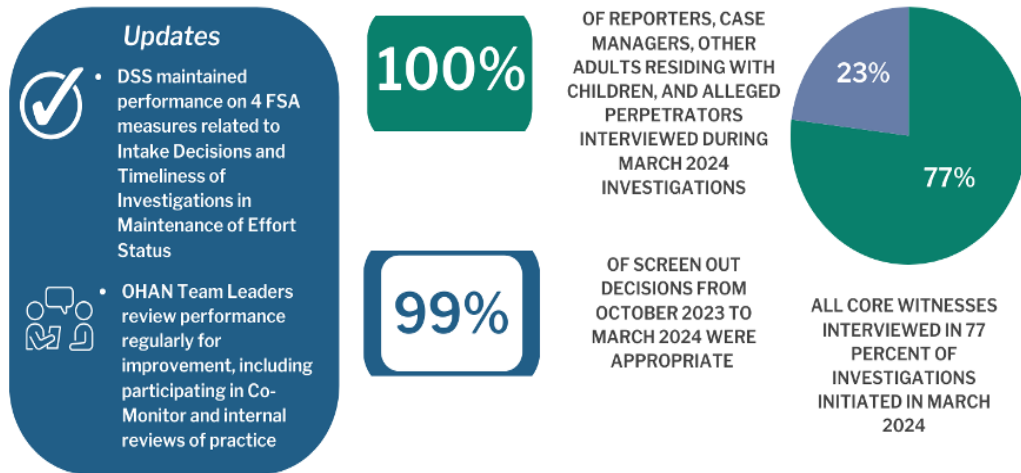 Updates
• DSS maintained
performance on 4 FSA
measures related to
Intake Decisions and
Timeliness of
Investigations in
Maintenance of Effort
Status
• OHAN Team Leaders
review performance
regularly for
improvement, including
participating in Co-
Monitor and internal
reviews of practice
100%
OF REPORTERS, CASE
MANAGERS, OTHER
ADULTS RESIDING WITH
CHILDREN, AND ALLEGED
PERPETRATORS
INTERVIEWED DURING
MARCH 2024
INVESTIGATIONS
99%
OF SCREEN OUT
DECISIONS FROM
OCTOBER 2023 TO
MARCH 2024 WERE
APPROPRIATE
23%
77%
ALL CORE WITNESSES
INTERVIEWED IN 77
PERCENT OF
INVESTIGATIONS
INITIATED IN MARCH
2024